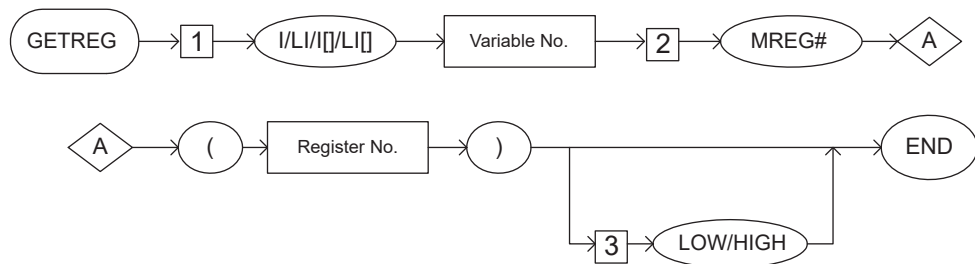 GETREG 1 I/LI/I[]/LI[] Variable No. 2 MREG# A
A ( Register No. ) END
3 LOW/HIGH